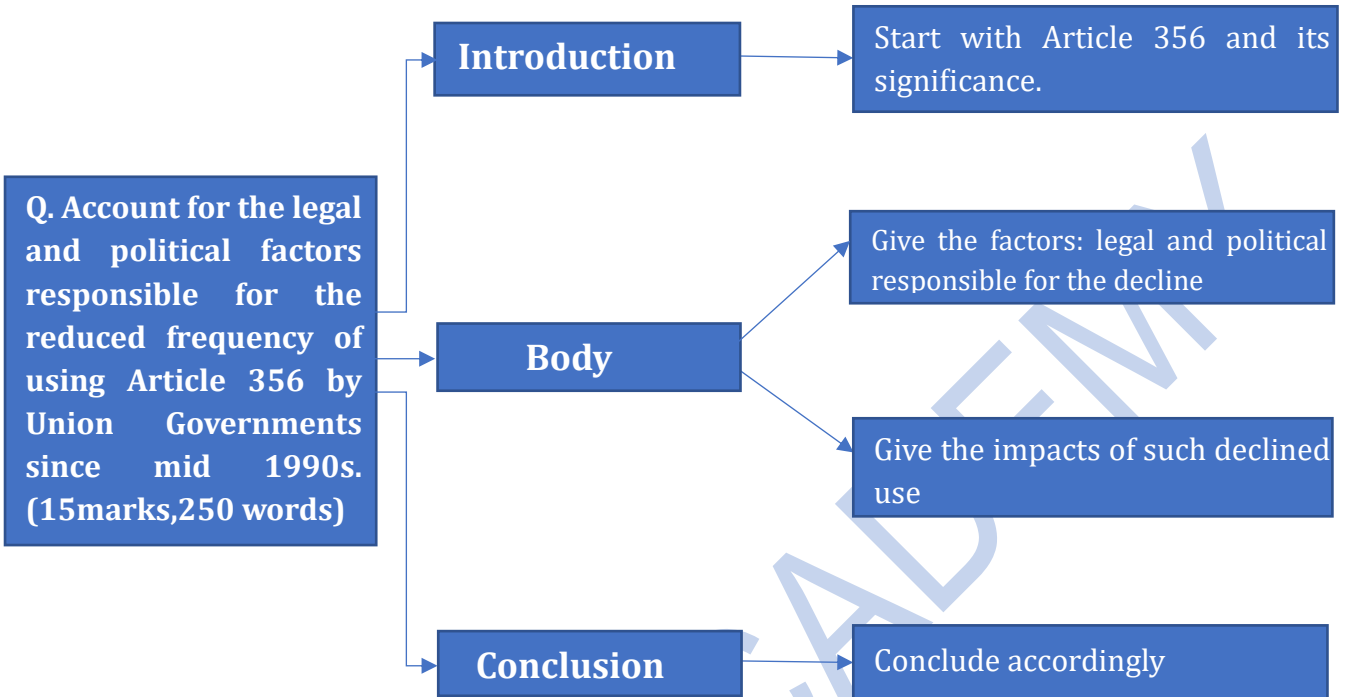 Q. Account for the legal
and political factors
responsible for the
reduced frequency of
using Article 356 by
Union Governments
since mid 1990s.
(15marks,250 words)
Introduction
Start with Article 356 and its
significance.
Body
Give the factors: legal and political
responsible for the decline
Give the impacts of such declined
use
Conclusion
Conclude accordingly